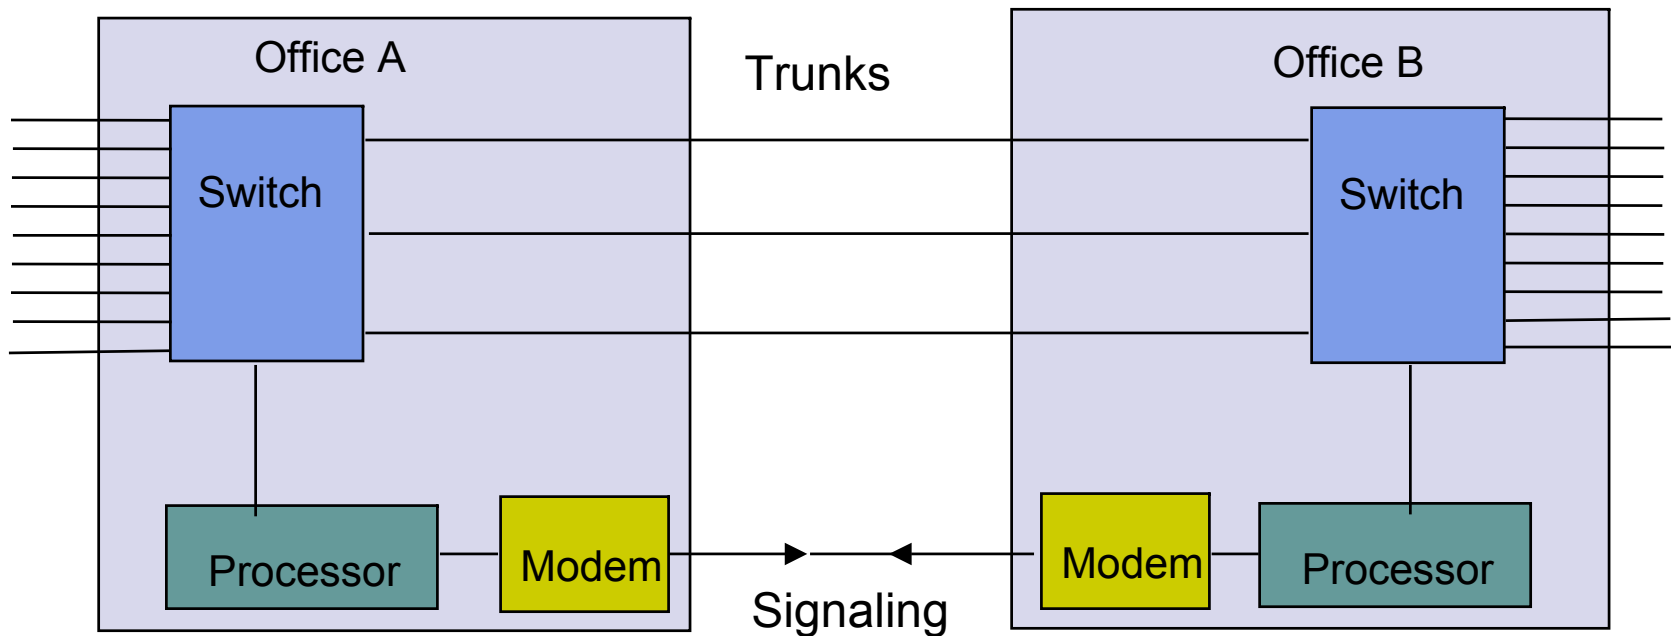 Office A
Trunks
Office B
Switch
Switch
Processor
Modem
Modem
Processor
Signaling